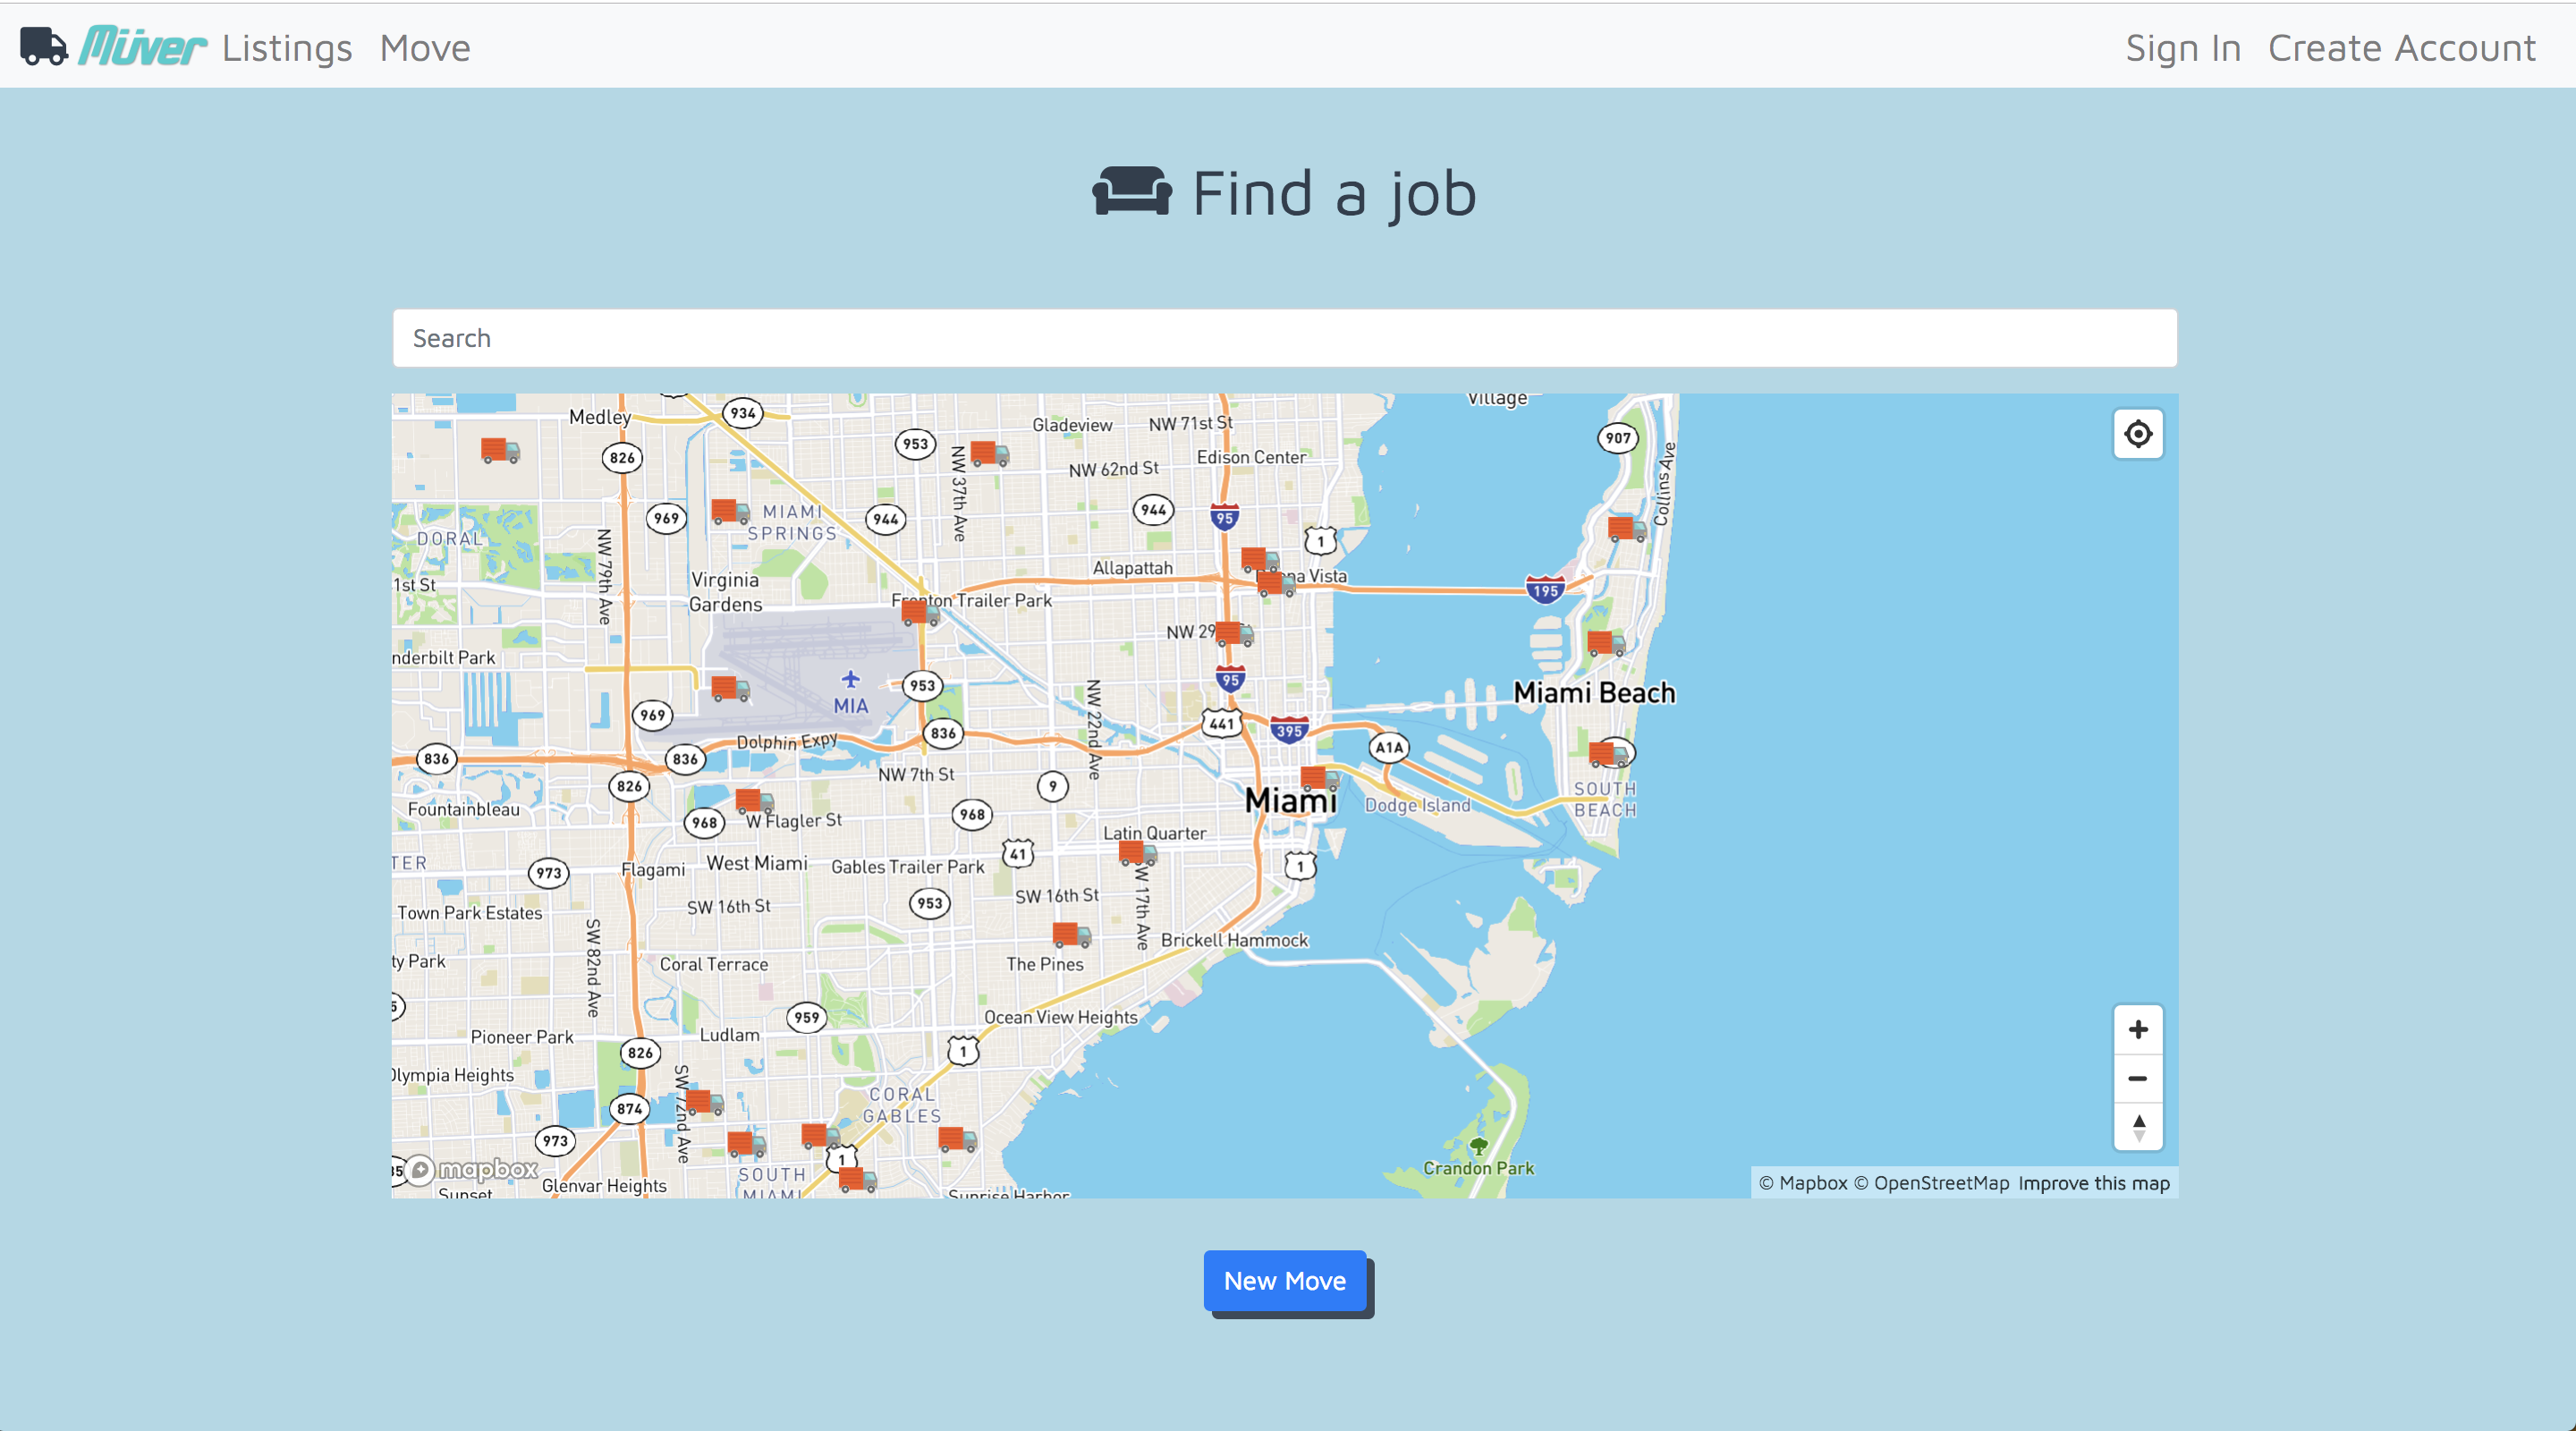 Müver Listings Move Sign In Create Account
Find a job
Search
Village
Medley
934
Gladeview
NW 71st St
907
953
826
NW 37th Ave
NW 62nd St
Edison Center
Collins Ave
969
MIAMI
SPRINGS
944
944
95
1
DORAL
NW 79th Ave
Allapattah
1st St
Virginia
Gardens
195
Trailer Park
NW 29
nderbilt Park
953
95
MIA
NW 22nd Ave
Miami Beach
969
441
395
836
Dolphin Expy
A1A
836
836
NW 7th St
826
9
Fountainbleau
968
W Flagler St
968
Miami
Dodge Island
SOUTH
BEACH
Latin Quarter
41
TER
973
Flagami
West Miami
Gables Trailer Park
1
SW 16th St
W 17th Ave
953
SW 16th St
Town Park Estates
SW 82nd Ave
Brickell Hammock
ty Park
Coral Terrace
The Pines
5
959
Ocean View Heights
Pioneer Park
Ludlam
826
1
Olympia Heights
SW 72nd Ave
CORAL
GABLES
874
973
1
Crandon Park
35
mapbox
SOUTH
MIAMI
Glenvar Heights
Sunset
Sunrise Harbor
© Mapbox © OpenStreetMap Improve this map
New Move